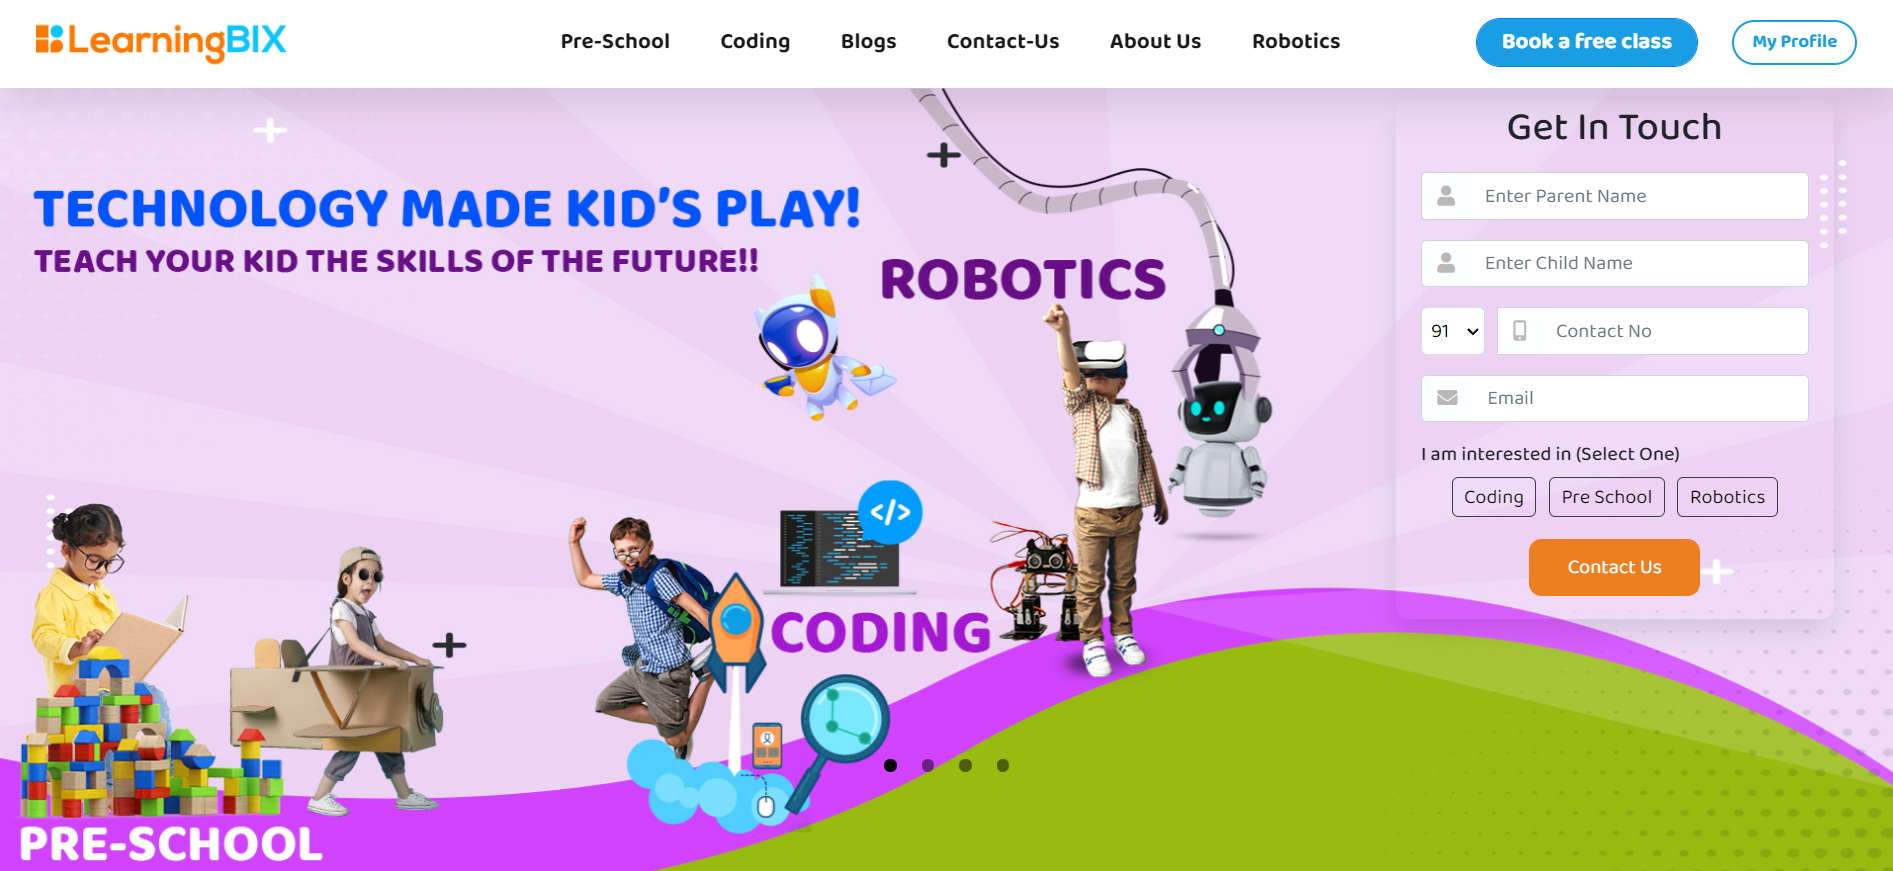 LearningBIX
Pre-School
Coding
Blogs
Contact-Us
About Us
Robotics
Book a free class
My Profile
TECHNOLOGY MADE KID'S PLAY!
TEACH YOUR KID THE SKILLS OF THE FUTURE!!
ROBOTICS
</>
CODING
PRE-SCHOOL
Get In Touch
Enter Parent Name
Enter Child Name
91
Contact No
Email
I am interested in (Select One)
Coding
Pre School
Robotics
Contact Us